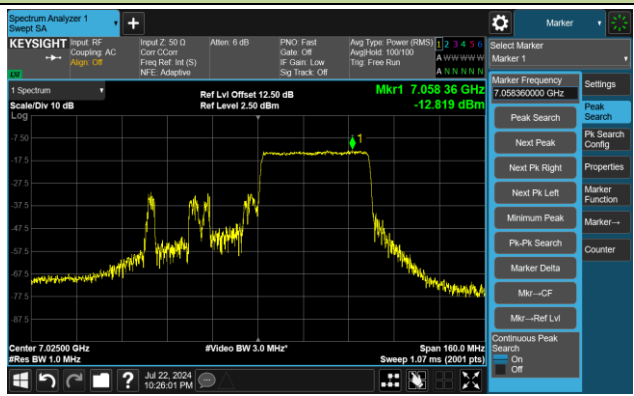 Spectrum Analyzer 1
Swept SA
Marker
KEYSIGHT
Input: RF
Coupling: AC
Align: Off
Input Z: 50 Ω
Corr CCorr
Freq Ref: Int (S)
NFE: Adaptive
Atten: 6 dB
PNO: Fast
Gate: Off
IF Gain: Low
Sig Track: Off
Avg Type: Power (RMS)
Avg|Hold: 100/100
Trig: Free Run
1 2 3 4 5 6
A W W W W W
A N N N N N
Select Marker
Marker 1
1 Spectrum
Scale/Div 10 dB
Log
Ref Lvl Offset 12.50 dB
Ref Level 2.50 dBm
Mkr1 7.058 36 GHz
-12.819 dBm
1
-7.50
-17.5
-27.5
-37.5
-47.5
-57.5
-67.5
-77.5
-87.5
Center 7.02500 GHz
#Res BW 1.0 MHz
#Video BW 3.0 MHz*
Span 160.0 MHz
Sweep 1.07 ms (2001 pts)
Marker Frequency
7.058360000 GHz
Peak Search
Next Peak
Next Pk Right
Next Pk Left
Minimum Peak
Pk-Pk Search
Marker Delta
Mkr→CF
Mkr→Ref Lvl
Continuous Peak
Search
On
Off
Settings
Peak
Search
Pk Search
Config
Properties
Marker
Function
Marker→
Counter
?
Jul 22, 2024
10:26:01 PM